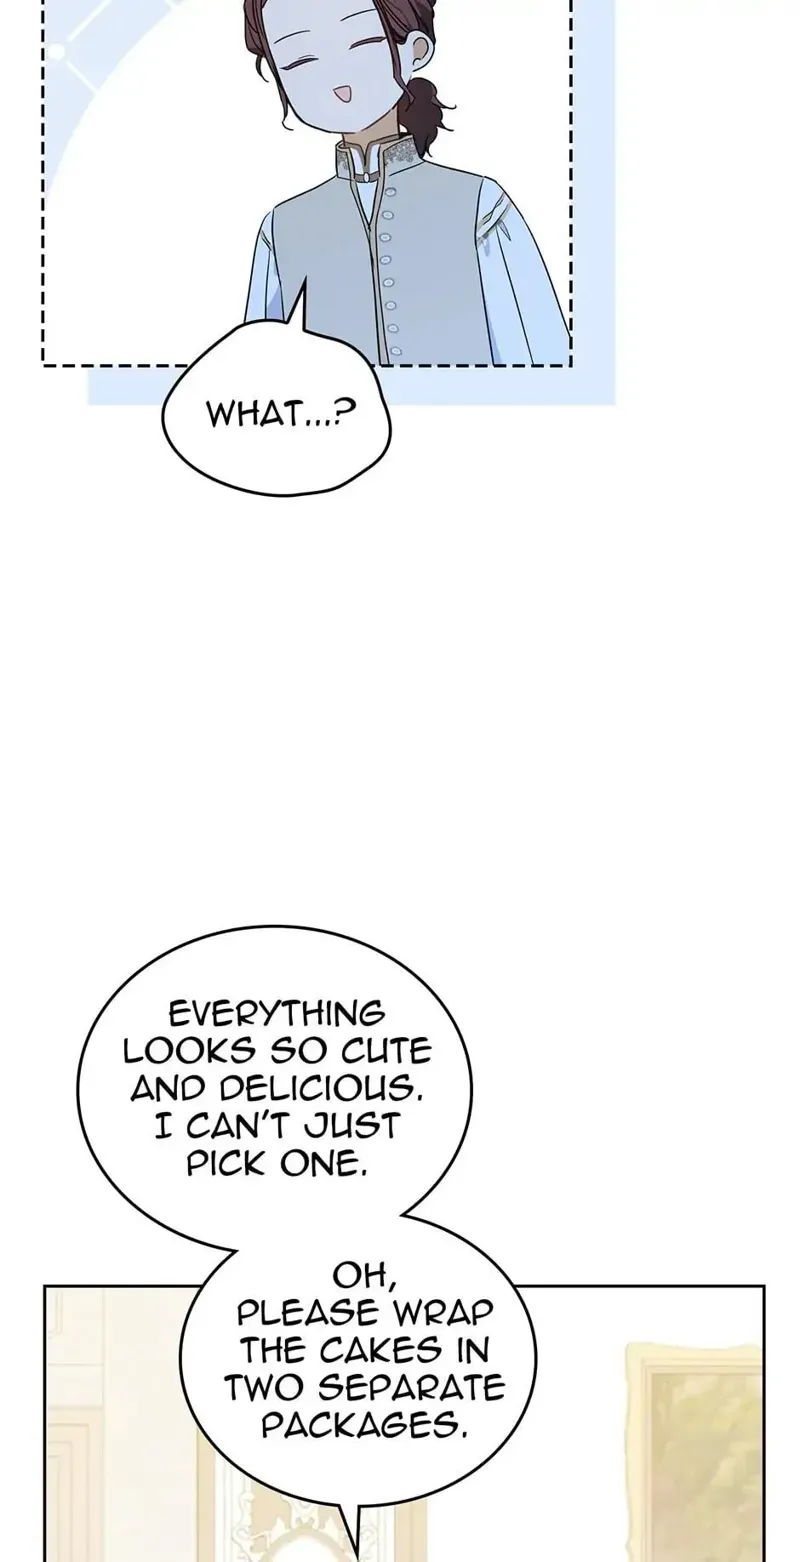 WHAT...?
EVERYTHING
LOOKS SO CUTE
AND DELICIOUS.
I CAN'T JUST
PICK ONE.
OH,
PLEASE WRAP
THE CAKES IN
TWO SEPARATE
PACKAGES.